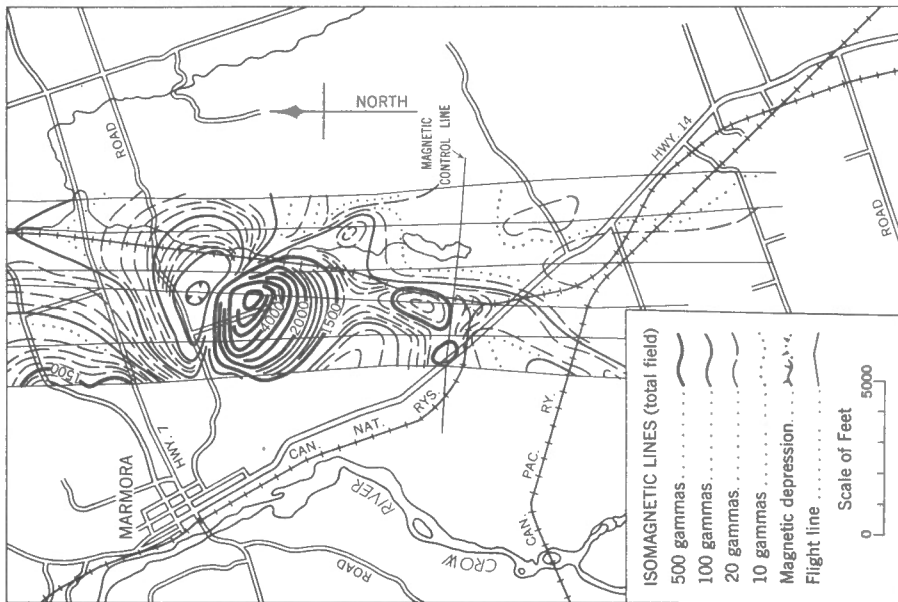 ROAD
NORTH
MAGNETIC
CONTROL LINE
HWY. 14
ROAD
1500
2000
1500
MARMORA
HWY. 7
CAN. NAT. RYS.
CAN. PAC. RY.
CROW RIVER
ROAD
ISOMAGNETIC LINES (total field)
500 gammas
100 gammas
20 gammas
10 gammas
Magnetic depression
Flight line
Scale of Feet
0 5000